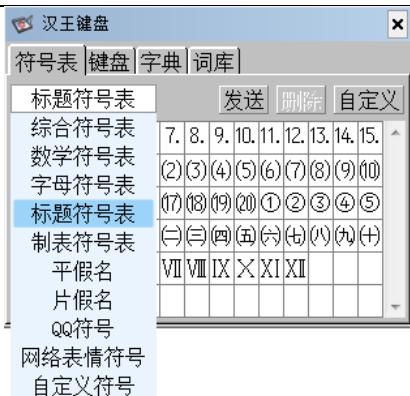 汉王键盘
符号表 键盘 字典 词库
标题符号表 发送 删除 自定义
综合符号表
数学符号表
字母符号表
标题符号表
制表符号表
平假名
片假名
QQ符号
网络表情符号
自定义符号
7. 8. 9. 10. 11. 12. 13. 14. 15.
⑵ ⑶ ⑷ ⑸ ⑹ ⑺ ⑻ ⑼ ⑽
⒄ ⒅ ⒆ ⒇ ① ② ③ ④ ⑤
㈡ ㈢ ㈣ ㈤ ㈥ ㈦ ㈧ ㈨ ㈩
Ⅶ Ⅷ Ⅸ Ⅹ Ⅺ Ⅻ